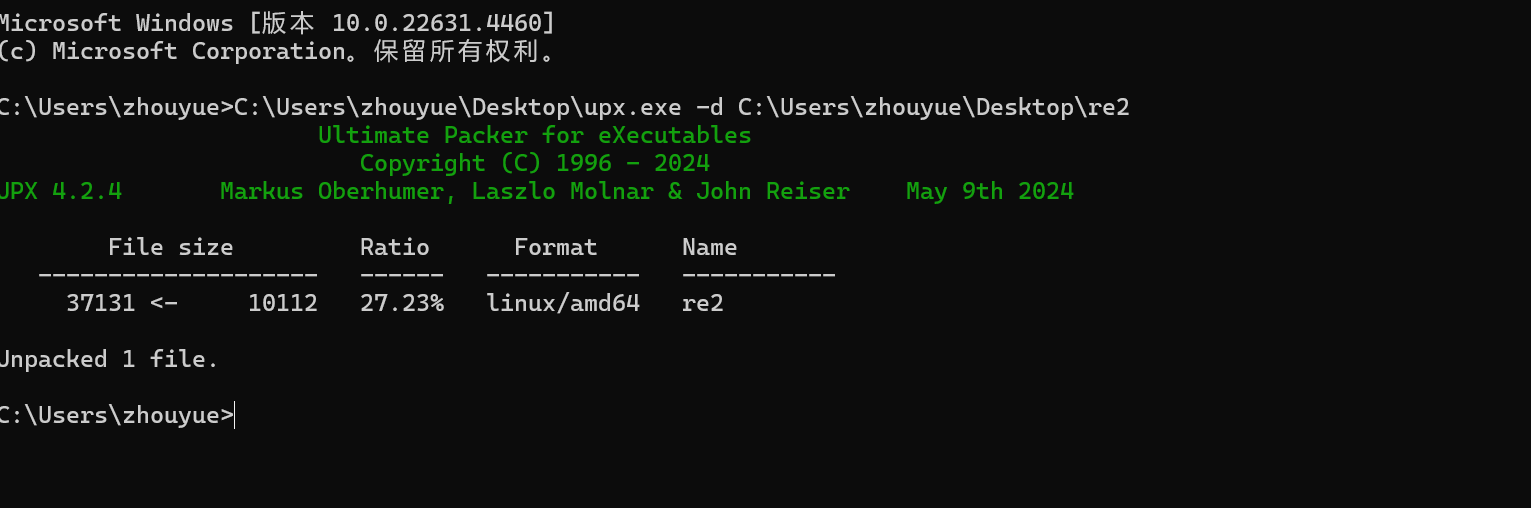 Microsoft Windows [版本 10.0.22631.4460]
(c) Microsoft Corporation。保留所有权利。
C:\Users\zhouyue>C:\Users\zhouyue\Desktop\upx.exe -d C:\Users\zhouyue\Desktop\re2
Ultimate Packer for eXecutables
Copyright (C) 1996 - 2024
UPX 4.2.4 Markus Oberhumer, Laszlo Molnar & John Reiser May 9th 2024
File size Ratio Format Name
-------------------- ------ ----------- -----------
37131 <- 10112 27.23% linux/amd64 re2
Unpacked 1 file.
C:\Users\zhouyue>